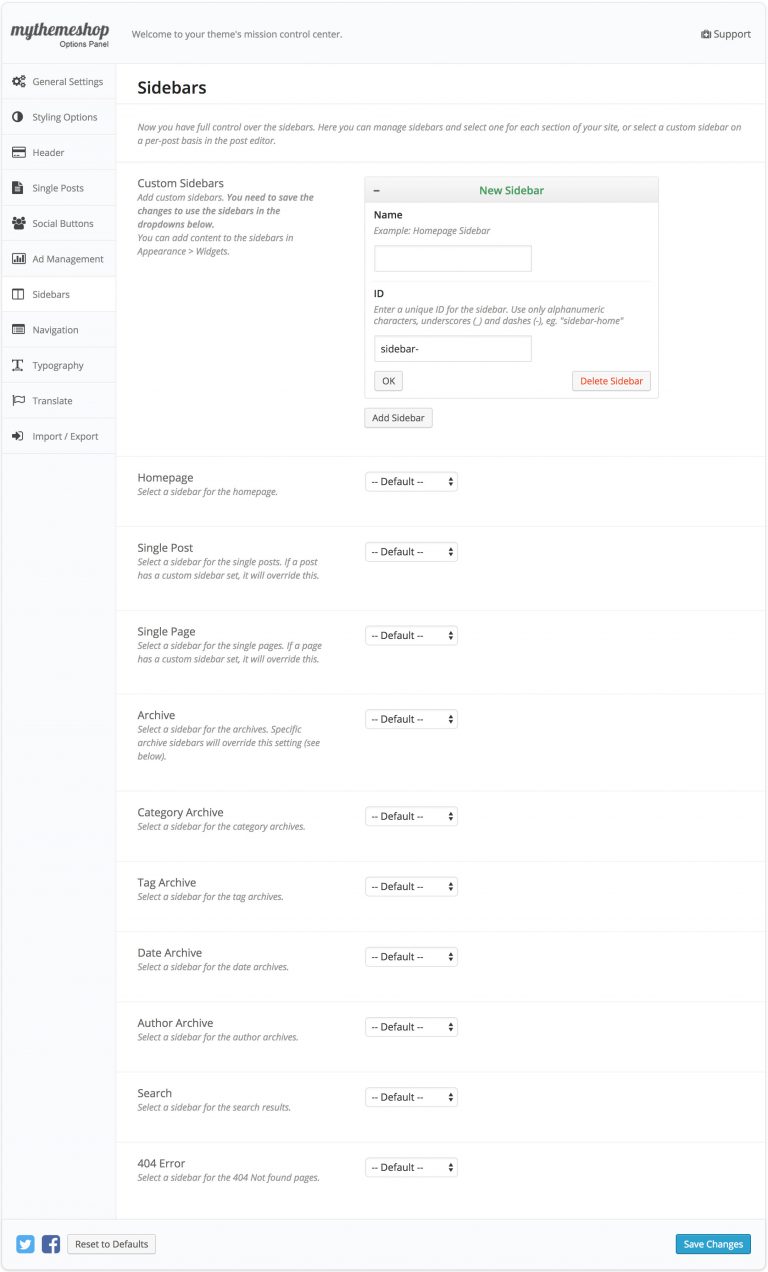 mythemeshop
Options Panel
Welcome to your theme's mission control center.
Support
General Settings
Styling Options
Header
Single Posts
Social Buttons
Ad Management
Sidebars
Navigation
Typography
Translate
Import / Export
Sidebars
Now you have full control over the sidebars. Here you can manage sidebars and select one for each section of your site, or select a custom sidebar on
a per-post basis in the post editor.
Custom Sidebars
Add custom sidebars. You need to save the
changes to use the sidebars in the
dropdowns below.
You can add content to the sidebars in
Appearance > Widgets.
– New Sidebar
Name
Example: Homepage Sidebar
ID
Enter a unique ID for the sidebar. Use only alphanumeric
characters, underscores (_) and dashes (-), eg. "sidebar-home"
sidebar-
OK
Delete Sidebar
Add Sidebar
Homepage
Select a sidebar for the homepage.
-- Default --
Single Post
Select a sidebar for the single posts. If a post
has a custom sidebar set, it will override this.
-- Default --
Single Page
Select a sidebar for the single pages. If a page
has a custom sidebar set, it will override this.
-- Default --
Archive
Select a sidebar for the archives. Specific
archive sidebars will override this setting (see
below).
-- Default --
Category Archive
Select a sidebar for the category archives.
-- Default --
Tag Archive
Select a sidebar for the tag archives.
-- Default --
Date Archive
Select a sidebar for the date archives.
-- Default --
Author Archive
Select a sidebar for the author archives.
-- Default --
Search
Select a sidebar for the search results.
-- Default --
404 Error
Select a sidebar for the 404 Not found pages.
-- Default --
Reset to Defaults
Save Changes